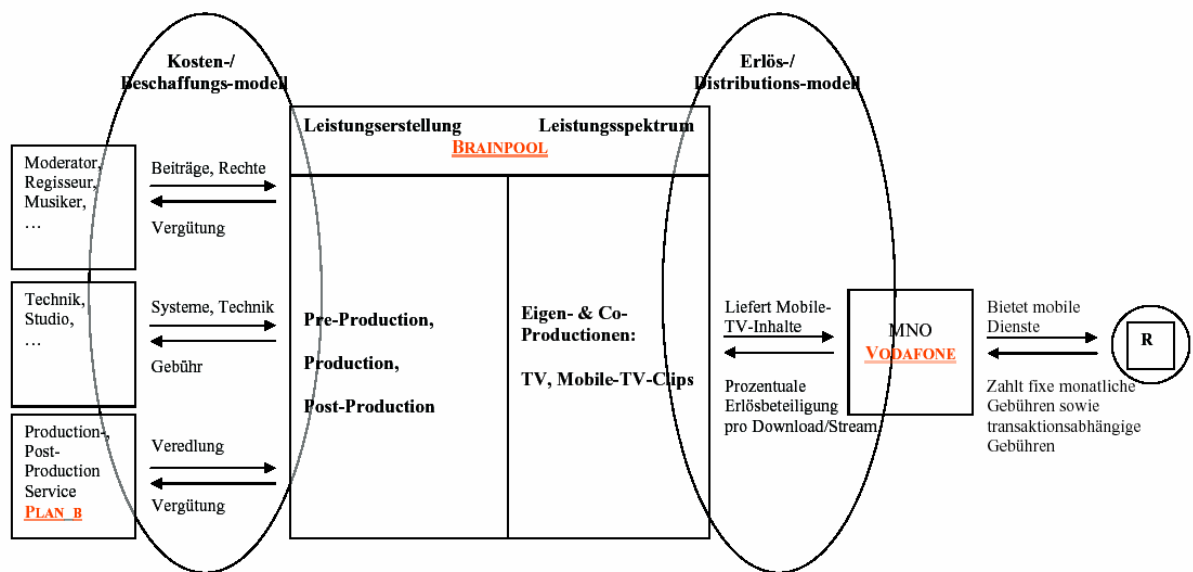 Kosten-/
Beschaffungs-modell
Erlös-/
Distributions-modell
Leistungserstellung
Leistungsspektrum
BRAINPOOL
Moderator,
Regisseur,
Musiker,
…
Beiträge, Rechte
Vergütung
Technik,
Studio,
…
Systeme, Technik
Gebühr
Production-,
Post-
Production
Service
PLAN_B
Veredlung
Vergütung
Pre-Production,
Production,
Post-Production
Eigen- & Co-
Productionen:
TV, Mobile-TV-Clips
Liefert Mobile-
TV-Inhalte
Prozentuale
Erlösbeteiligung
pro Download/Stream
MNO
VODAFONE
Bietet mobile
Dienste
Zahlt fixe monatliche
Gebühren sowie
transaktionsabhängige
Gebühren
R